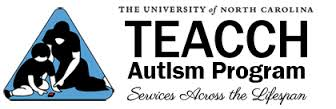 THE UNIVERSITY OF NORTH CAROLINA
TEACCH
AutIsm Program
Services Across the Lifespan